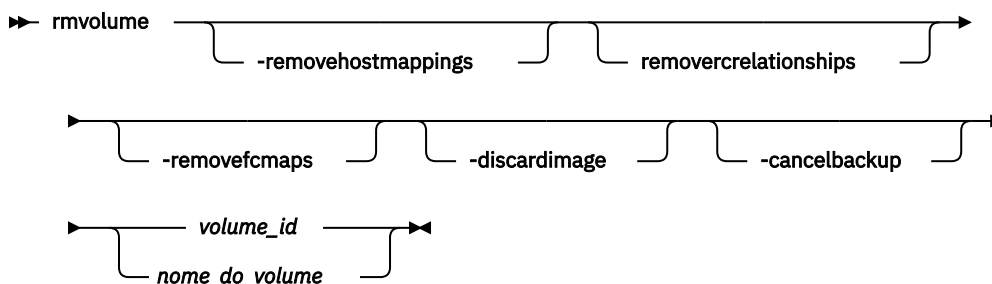 rmvolume
-removehostmappings
removercrelationships
-removefcmaps
-discardimage
-cancelbackup
volume_id
nome do volume